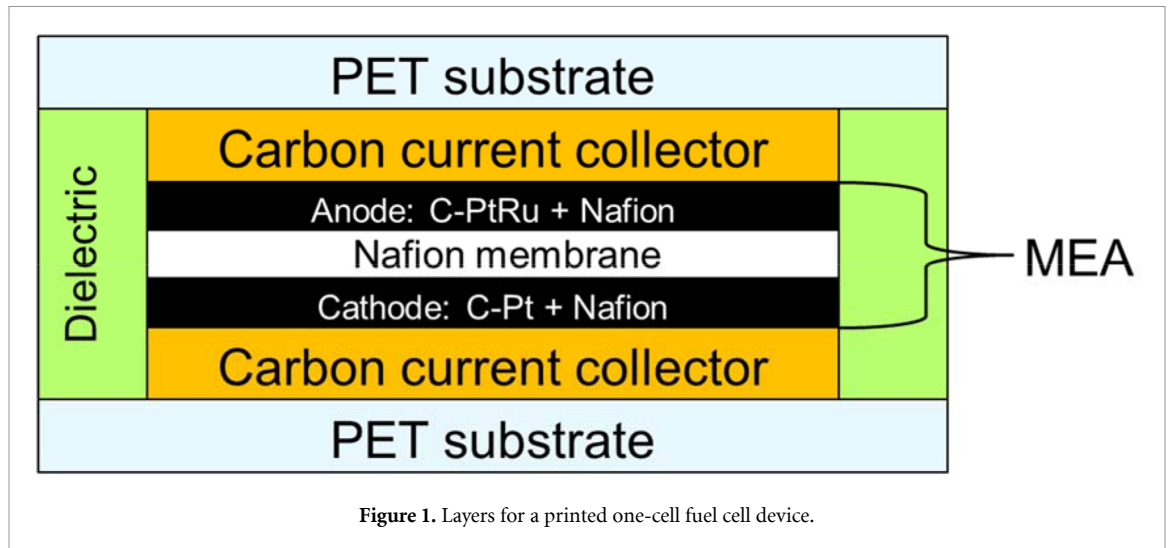 PET substrate
Carbon current collector
Anode: C-PtRu + Nafion
Nafion membrane
Cathode: C-Pt + Nafion
Carbon current collector
PET substrate
Dielectric
MEA
Figure 1. Layers for a printed one-cell fuel cell device.